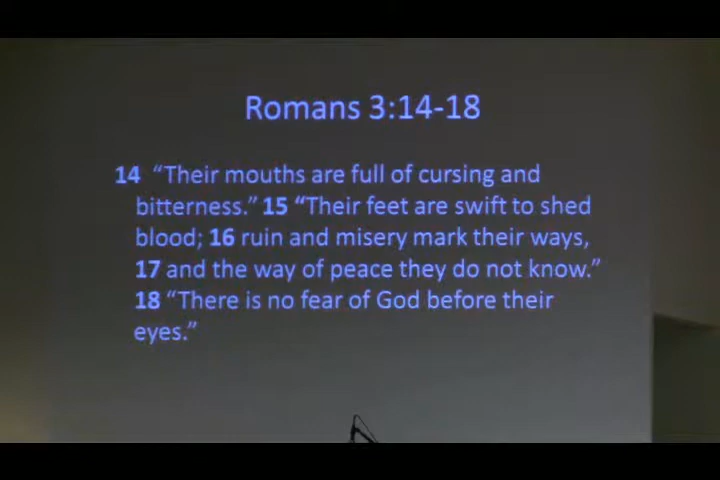 Romans 3:14-18
14 “Their mouths are full of cursing and
bitterness.” 15 “Their feet are swift to shed
blood; 16 ruin and misery mark their ways,
17 and the way of peace they do not know.”
18 “There is no fear of God before their
eyes.”